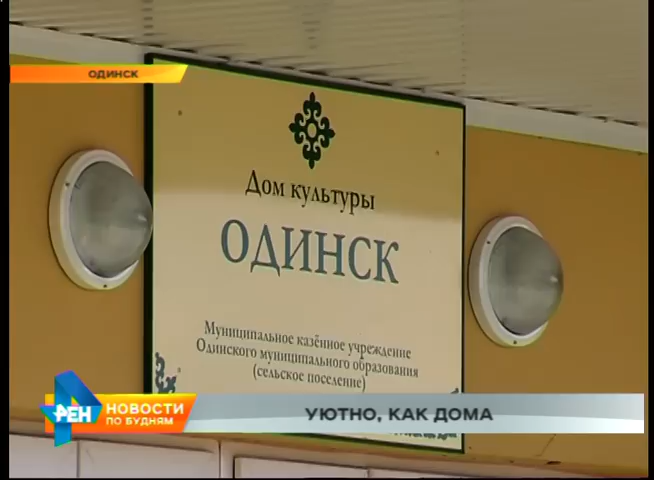 ОДИНСК
Дом культуры
ОДИНСК
Муниципальное казённое учреждение
Одинского муниципального образования
(сельское поселение)
РЕН
НОВОСТИ
ПО БУДНЯМ
УЮТНО, КАК ДОМА